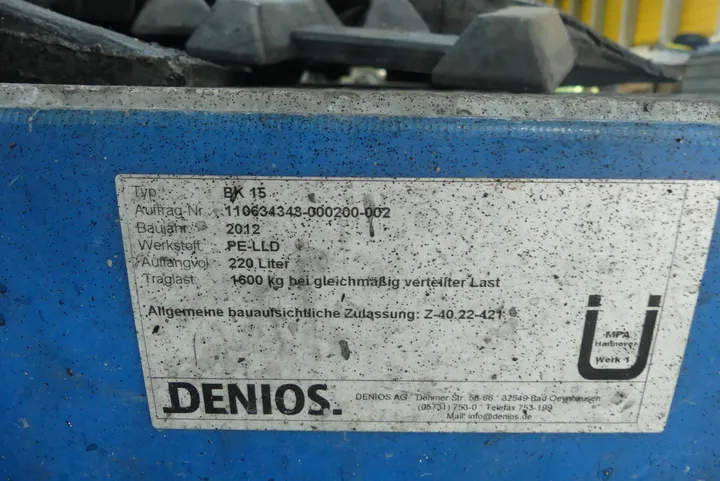 Typ BK 15
Auftrag-Nr. 110634343-000200-002
Baujahr 2012
Werkstoff PE-LLD
Auffangvol 220 Liter
Traglast 1600 kg bei gleichmäßig verteilter Last
Allgemeine bauaufsichtliche Zulassung: Z-40.22-421
MPA
Hannover
Werk 1
DENIOS.
DENIOS AG Dehmer Str. 58-66 32549 Bad Oeynhausen
(05731) 753-0 * Telefax 753-199
Mail: info@denios.de